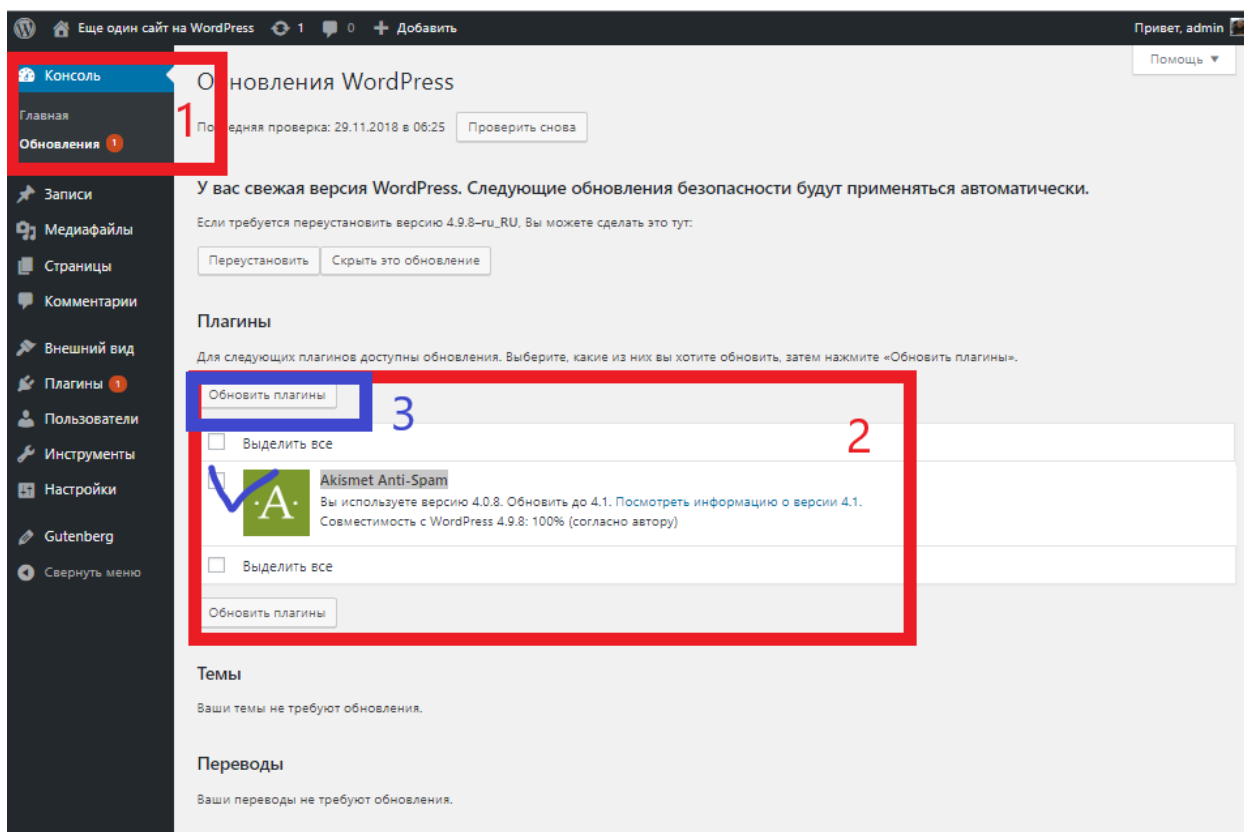 Еще один сайт на WordPress 1 0 + Добавить Привет, admin
Помощь
Консоль
Главная
Обновления 1
1
Записи
Медиафайлы
Страницы
Комментарии
Внешний вид
Плагины 1
Пользователи
Инструменты
Настройки
Gutenberg
Свернуть меню
Обновления WordPress
Последняя проверка: 29.11.2018 в 06:25 Проверить снова
У вас свежая версия WordPress. Следующие обновления безопасности будут применяться автоматически.
Если требуется переустановить версию 4.9.8–ru_RU, Вы можете сделать это тут:
Переустановить Скрыть это обновление
Плагины
Для следующих плагинов доступны обновления. Выберите, какие из них вы хотите обновить, затем нажмите «Обновить плагины».
Обновить плагины 3
Выделить все 2
Akismet Anti-Spam
·A·
Вы используете версию 4.0.8. Обновить до 4.1. Посмотреть информацию о версии 4.1.
Совместимость с WordPress 4.9.8: 100% (согласно автору)
Выделить все
Обновить плагины
Темы
Ваши темы не требуют обновления.
Переводы
Ваши переводы не требуют обновления.